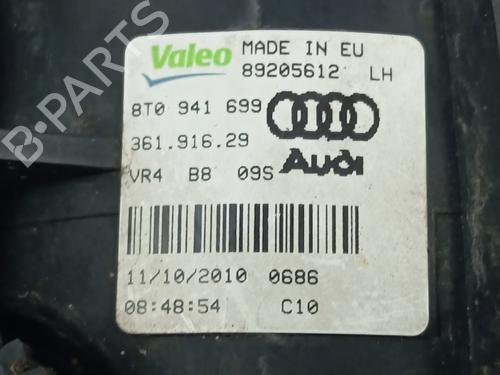 Valeo MADE IN EU
89205612 LH
8T0 941 699
361.916.29
Audi
VR4 B8 09S
11/10/2010 0686
08:48:54 C10